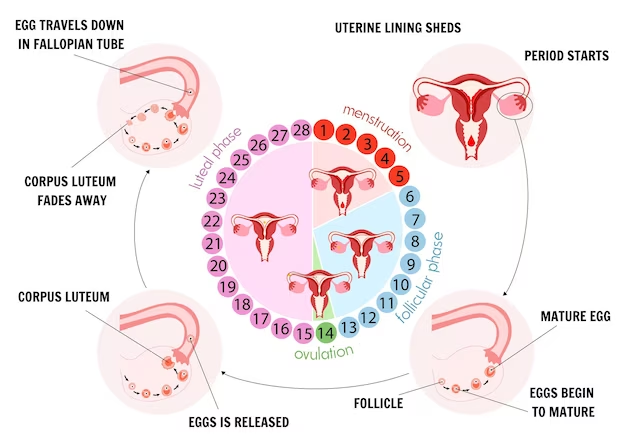 EGG TRAVELS DOWN
IN FALLOPIAN TUBE
UTERINE LINING SHEDS
PERIOD STARTS
CORPUS LUTEUM
FADES AWAY
luteal phase
menstruation
1
2
3
4
5
6
7
8
9
10
11
12
13
14
15
16
17
18
19
20
21
22
23
24
25
26
27
28
follicular phase
ovulation
CORPUS LUTEUM
EGGS IS RELEASED
MATURE EGG
FOLLICLE
EGGS BEGIN
TO MATURE